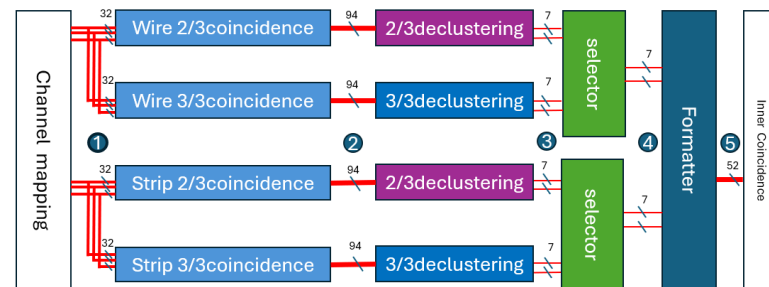 Channel mapping
32
Wire 2/3coincidence
94
2/3declustering
7
selector
32
Wire 3/3coincidence
94
3/3declustering
7
7
Formatter
1
2
3
4
5
52
Inner Coincidence
32
Strip 2/3coincidence
94
2/3declustering
7
selector
7
32
Strip 3/3coincidence
94
3/3declustering
7